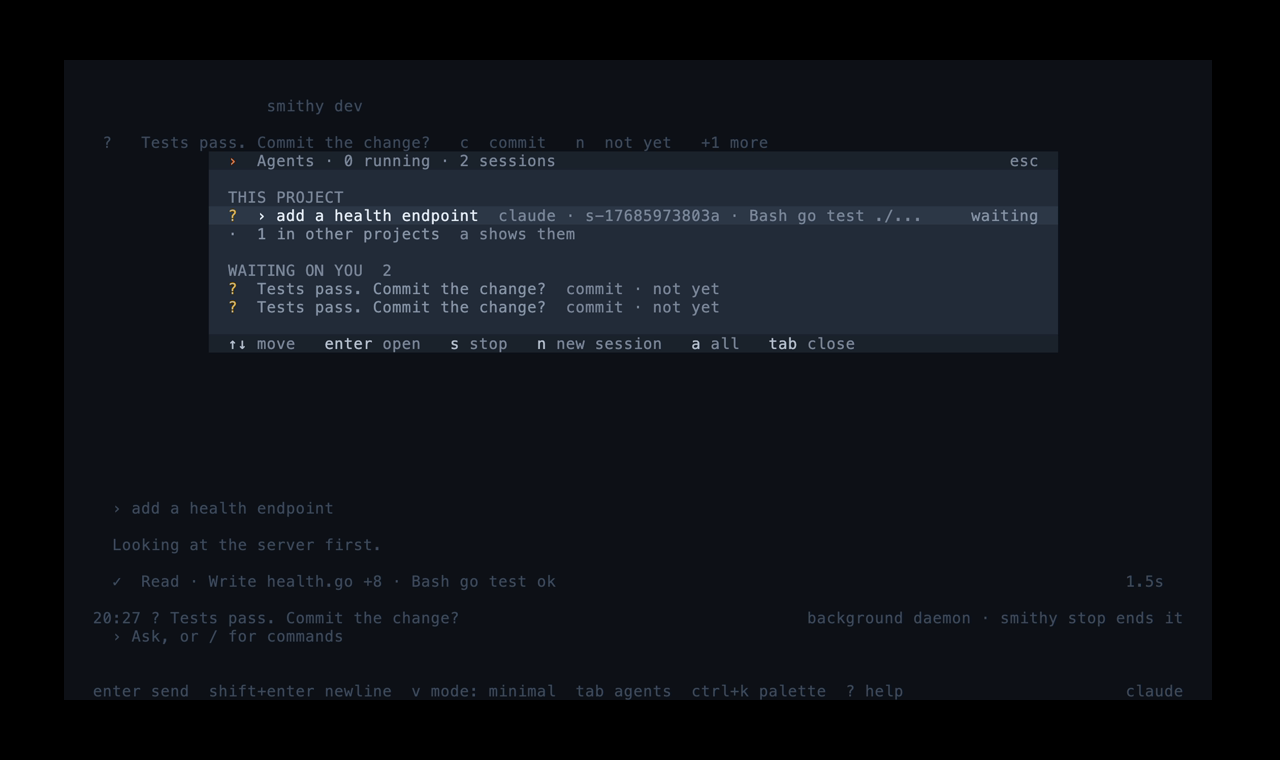 smithy dev
? Tests pass. Commit the change? c commit n not yet +1 more
› Agents · 0 running · 2 sessions esc
THIS PROJECT
? › add a health endpoint claude · s-17685973803a · Bash go test ./... waiting
· 1 in other projects a shows them
WAITING ON YOU 2
? Tests pass. Commit the change? commit · not yet
? Tests pass. Commit the change? commit · not yet
↑↓ move enter open s stop n new session a all tab close
› add a health endpoint
Looking at the server first.
✓ Read · Write health.go +8 · Bash go test ok 1.5s
20:27 ? Tests pass. Commit the change? background daemon · smithy stop ends it
› Ask, or / for commands
enter send shift+enter newline v mode: minimal tab agents ctrl+k palette ? help claude